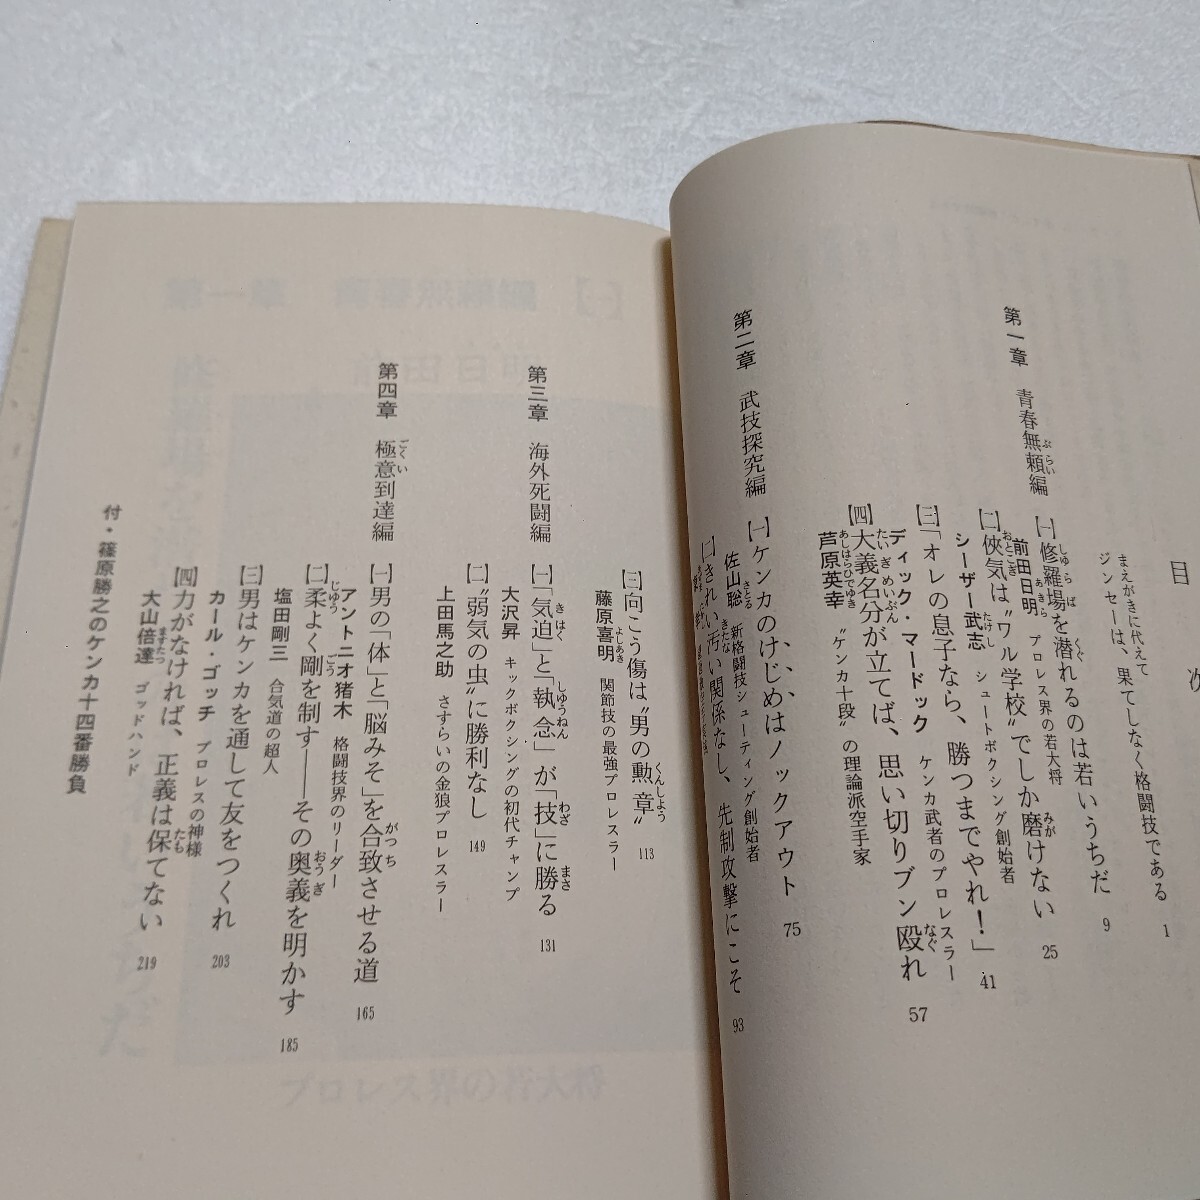 目次
まえがきに代えて
ジンセーは、果てしなく格闘技である 1
第一章 青春無頼編
〔一〕修羅場を潜れるのは若いうちだ 9
前田日明 プロレス界の若大将
〔二〕俠気は〝ワル学校〟でしか磨けない 25
シーザー武志 シュートボクシング創始者
〔三〕「オレの息子なら、勝つまでやれ！」 41
ディック・マードック ケンカ武者のプロレスラー
〔四〕大義名分が立てば、思い切りブン殴れ 57
芦原英幸 〝ケンカ十段〟の理論派空手家
第二章 武技探究編
〔一〕ケンカのけじめはノックアウト 75
佐山聡 新格闘技シューティング創始者
〔二〕きれい汚い関係なし、先制攻撃にこそ 93
〔三〕向こう傷は〝男の勲章〟 113
藤原喜明 関節技の最強プロレスラー
第三章 海外死闘編
〔一〕「気迫」と「執念」が「技」に勝る 131
大沢昇 キックボクシングの初代チャンプ
〔二〕〝弱気の虫〟に勝利なし 149
上田馬之助 さすらいの金狼プロレスラー
第四章 極意到達編
〔一〕男の「体」と「脳みそ」を合致させる道 165
アントニオ猪木 格闘技界のリーダー
〔二〕柔よく剛を制す――その奥義を明かす 185
塩田剛三 合気道の超人
〔三〕男はケンカを通して友をつくれ 203
カール・ゴッチ プロレスの神様
〔四〕力がなければ、正義は保てない 219
大山倍達 ゴッドハンド
付・篠原勝之のケンカ十四番勝負